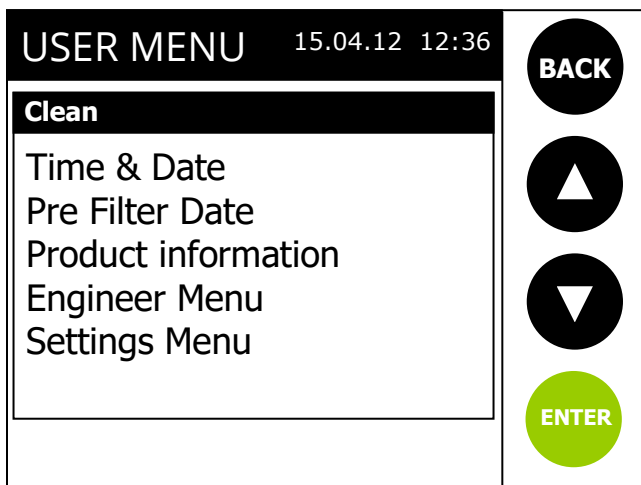 USER MENU 15.04.12 12:36
BACK
Clean
Time & Date
Pre Filter Date
Product information
Engineer Menu
Settings Menu
ENTER